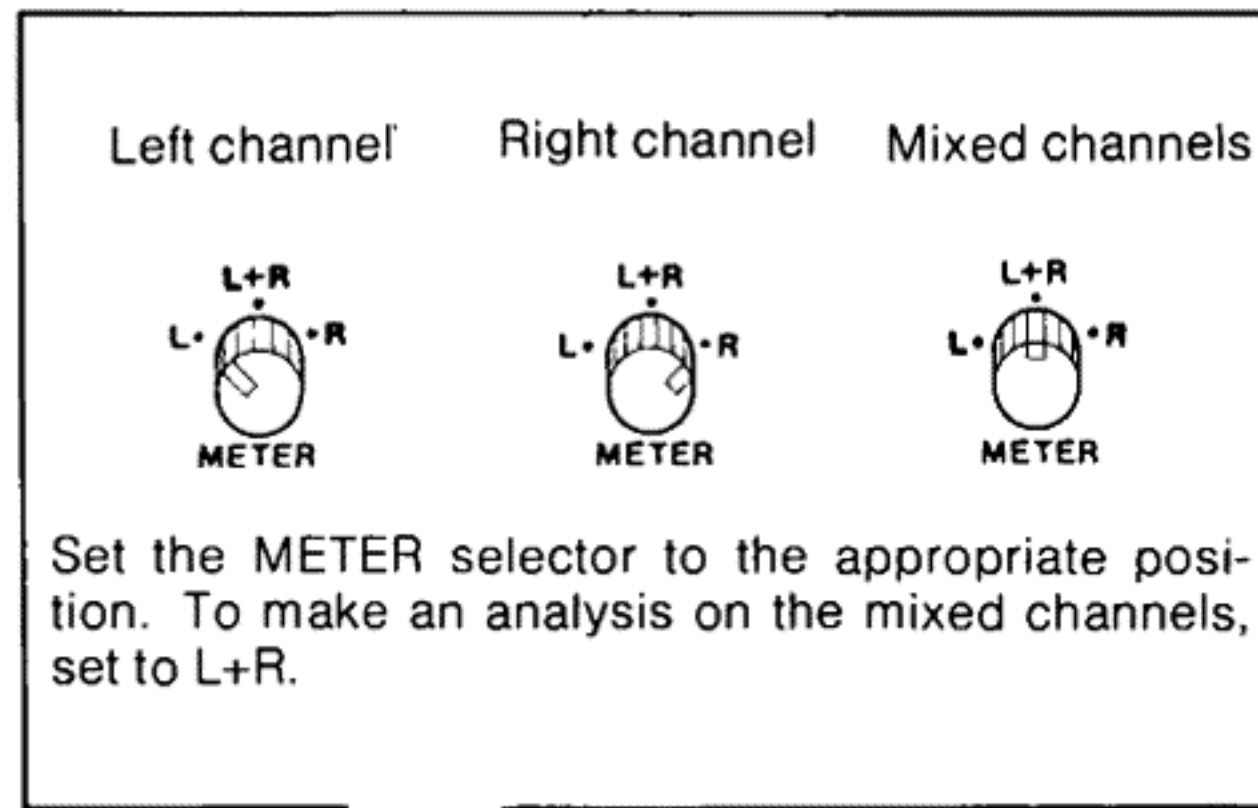 Left channel Right channel Mixed channels
L+R L+R L+R
L R L R L R
METER METER METER
Set the METER selector to the appropriate posi-
tion. To make an analysis on the mixed channels,
set to L+R.